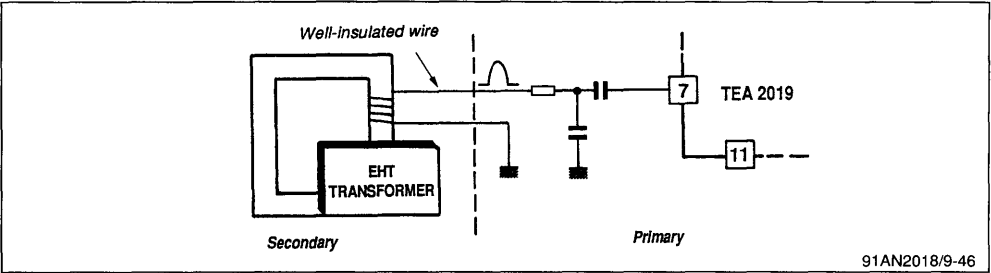 Well-insulated wire
7
TEA 2019
11
EHT
TRANSFORMER
Secondary
Primary
91AN2018/9-46